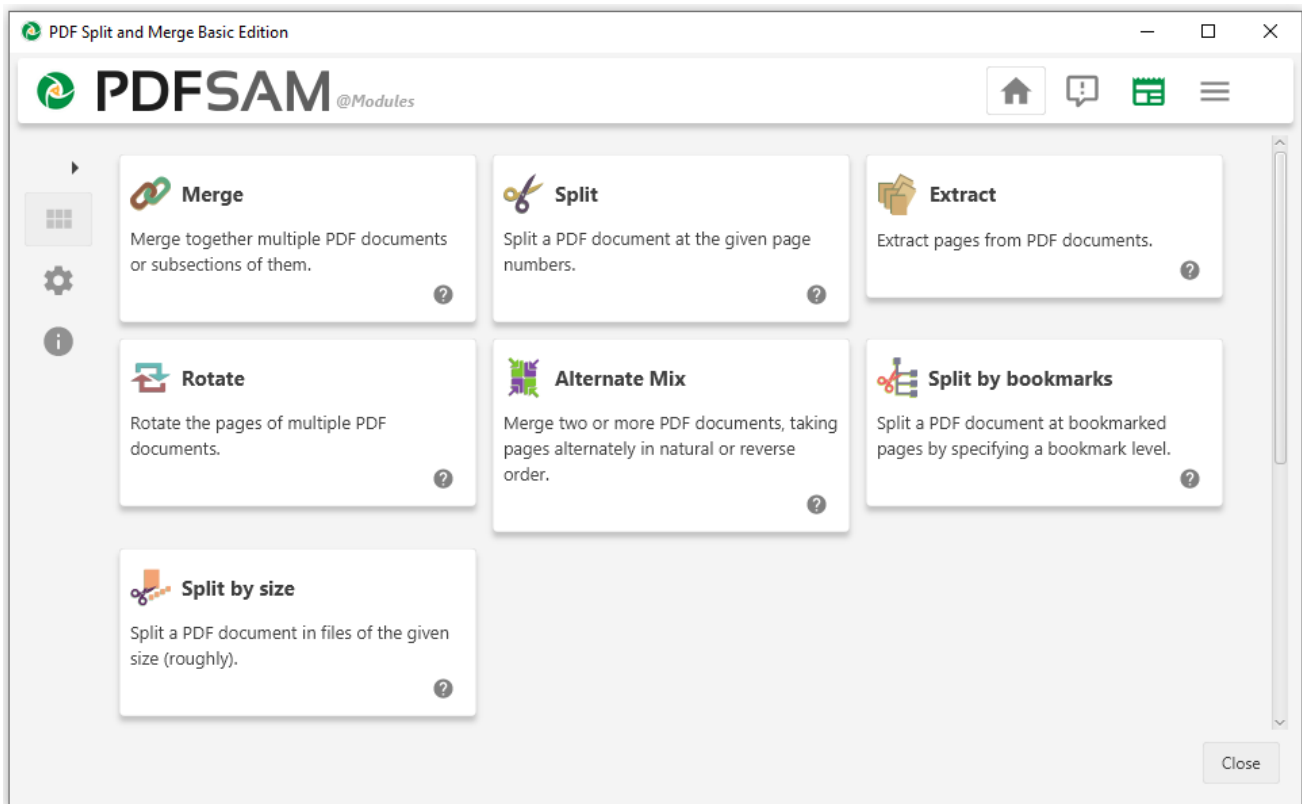 PDF Split and Merge Basic Edition
PDFSAM @Modules
Merge
Merge together multiple PDF documents
or subsections of them.
Split
Split a PDF document at the given page
numbers.
Extract
Extract pages from PDF documents.
Rotate
Rotate the pages of multiple PDF
documents.
Alternate Mix
Merge two or more PDF documents, taking
pages alternately in natural or reverse
order.
Split by bookmarks
Split a PDF document at bookmarked
pages by specifying a bookmark level.
Split by size
Split a PDF document in files of the given
size (roughly).
Close